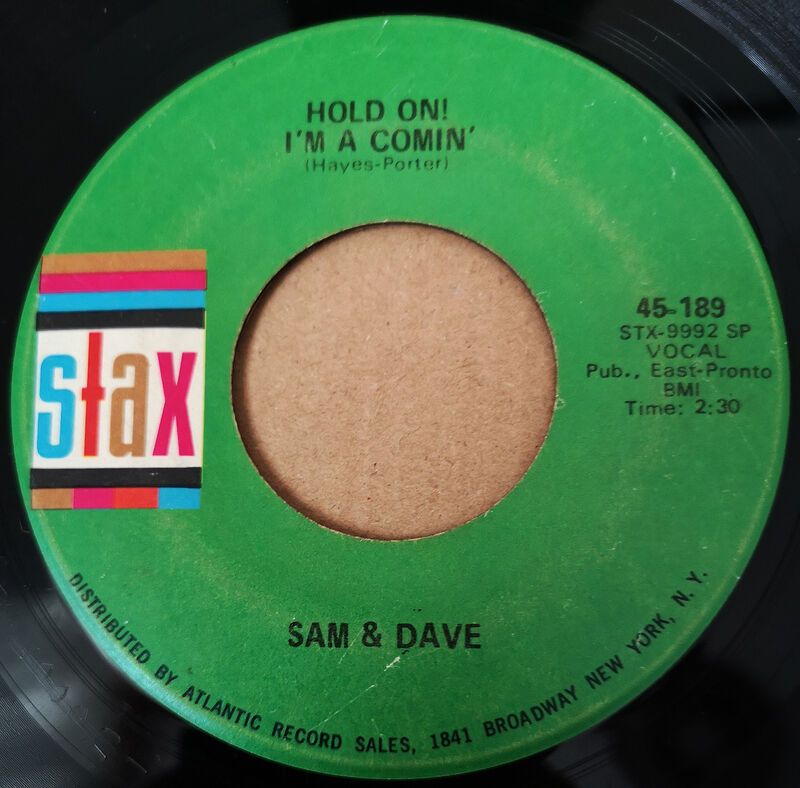 HOLD ON!
I'M A COMIN'
(Hayes-Porter)
stax
45-189
STX-9992 SP
VOCAL
Pub., East-Pronto
BMI
Time: 2:30
SAM & DAVE
DISTRIBUTED BY ATLANTIC RECORD SALES, 1841 BROADWAY NEW YORK, N. Y.